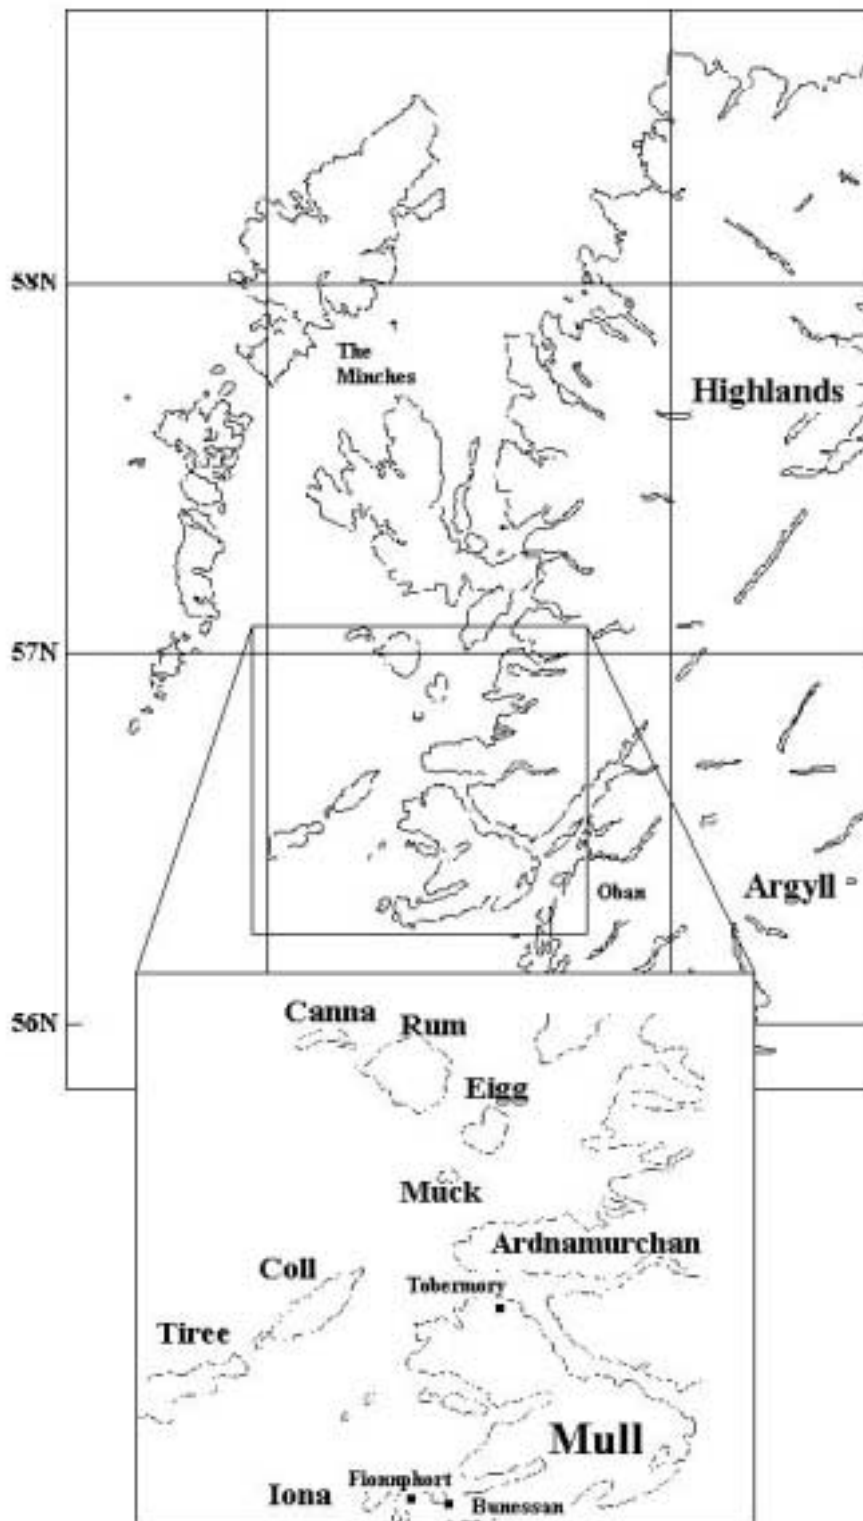 58N
The
Minches
Highlands
57N
Oban
Argyll
56N
Canna
Rum
Eigg
Muck
Ardnamurchan
Coll
Tobermory
Tiree
Mull
Fionnphort
Iona
Bunessan